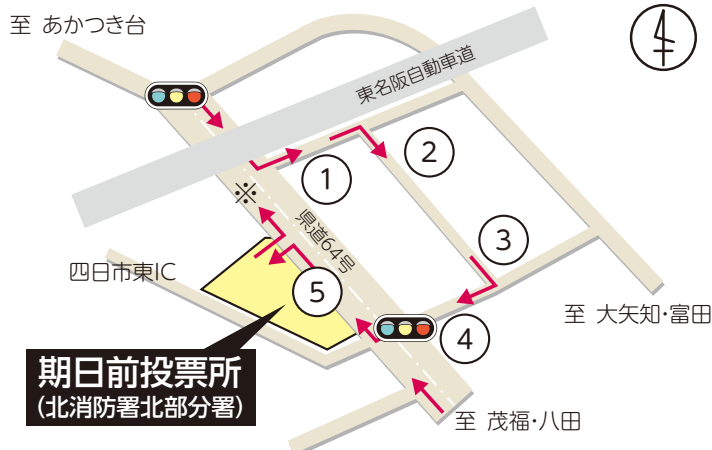 至 あかつき台
東名阪自動車道
①
②
※
県道64号
③
四日市東IC
⑤
至 大矢知・富田
④
期日前投票所
(北消防署北部分署)
至 茂福・八田